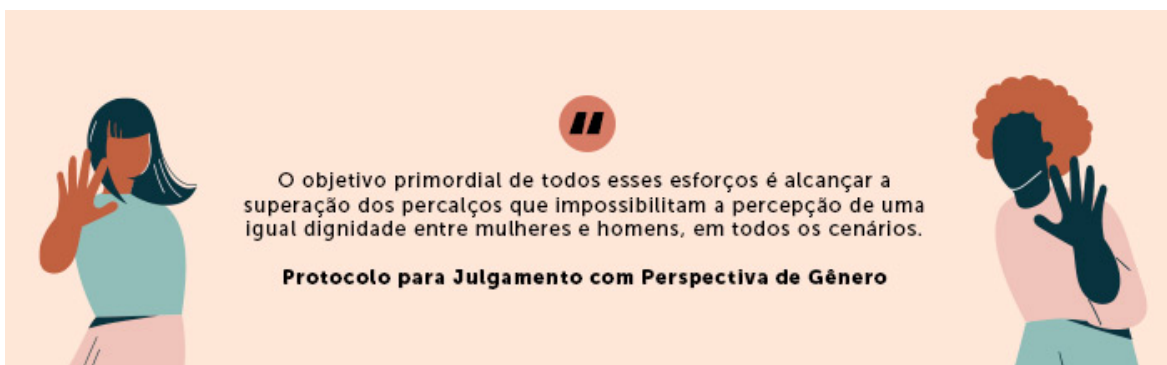 O objetivo primordial de todos esses esforços é alcançar a
superação dos percalços que impossibilitam a percepção de uma
igual dignidade entre mulheres e homens, em todos os cenários.
Protocolo para Julgamento com Perspectiva de Gênero